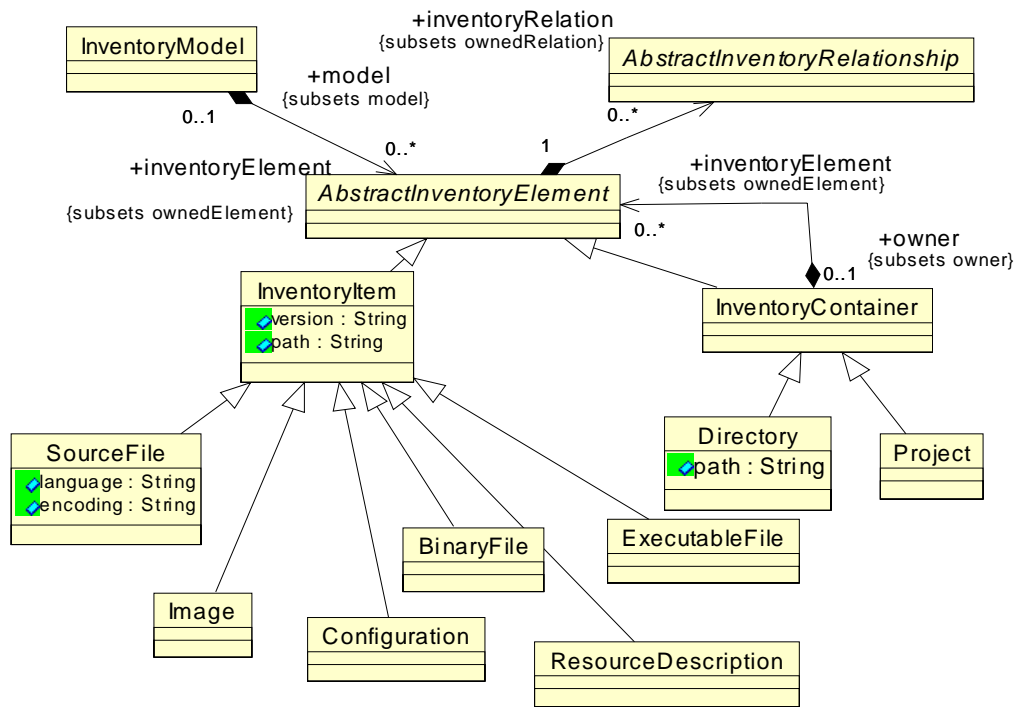 +inventoryRelation
{subsets ownedRelation}
InventoryModel
AbstractInventoryRelationship
+model
{subsets model}
0..1
0..*
0..*
1
+inventoryElement
{subsets ownedElement}
+inventoryElement
{subsets ownedElement}
AbstractInventoryElement
0..*
+owner
{subsets owner}
0..1
InventoryItem
version : String
path : String
InventoryContainer
SourceFile
language : String
encoding : String
Directory
path : String
Project
BinaryFile
ExecutableFile
Image
Configuration
ResourceDescription